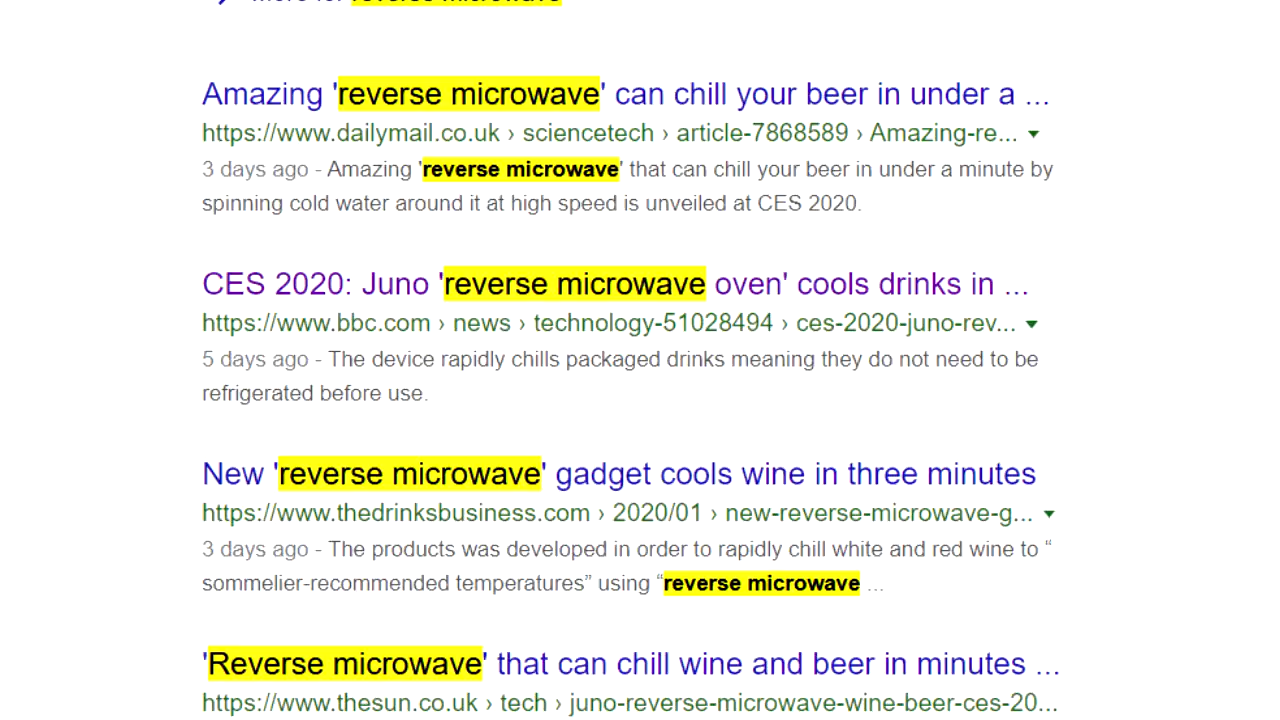 More for reverse microwave
Amazing 'reverse microwave' can chill your beer in under a ...
https://www.dailymail.co.uk › sciencetech › article-7868589 › Amazing-re...
3 days ago - Amazing 'reverse microwave' that can chill your beer in under a minute by
spinning cold water around it at high speed is unveiled at CES 2020.
CES 2020: Juno 'reverse microwave oven' cools drinks in ...
https://www.bbc.com › news › technology-51028494 › ces-2020-juno-rev...
5 days ago - The device rapidly chills packaged drinks meaning they do not need to be
refrigerated before use.
New 'reverse microwave' gadget cools wine in three minutes
https://www.thedrinksbusiness.com › 2020/01 › new-reverse-microwave-g...
3 days ago - The products was developed in order to rapidly chill white and red wine to “
sommelier-recommended temperatures” using “reverse microwave ...
'Reverse microwave' that can chill wine and beer in minutes ...
https://www.thesun.co.uk › tech › juno-reverse-microwave-wine-beer-ces-20...